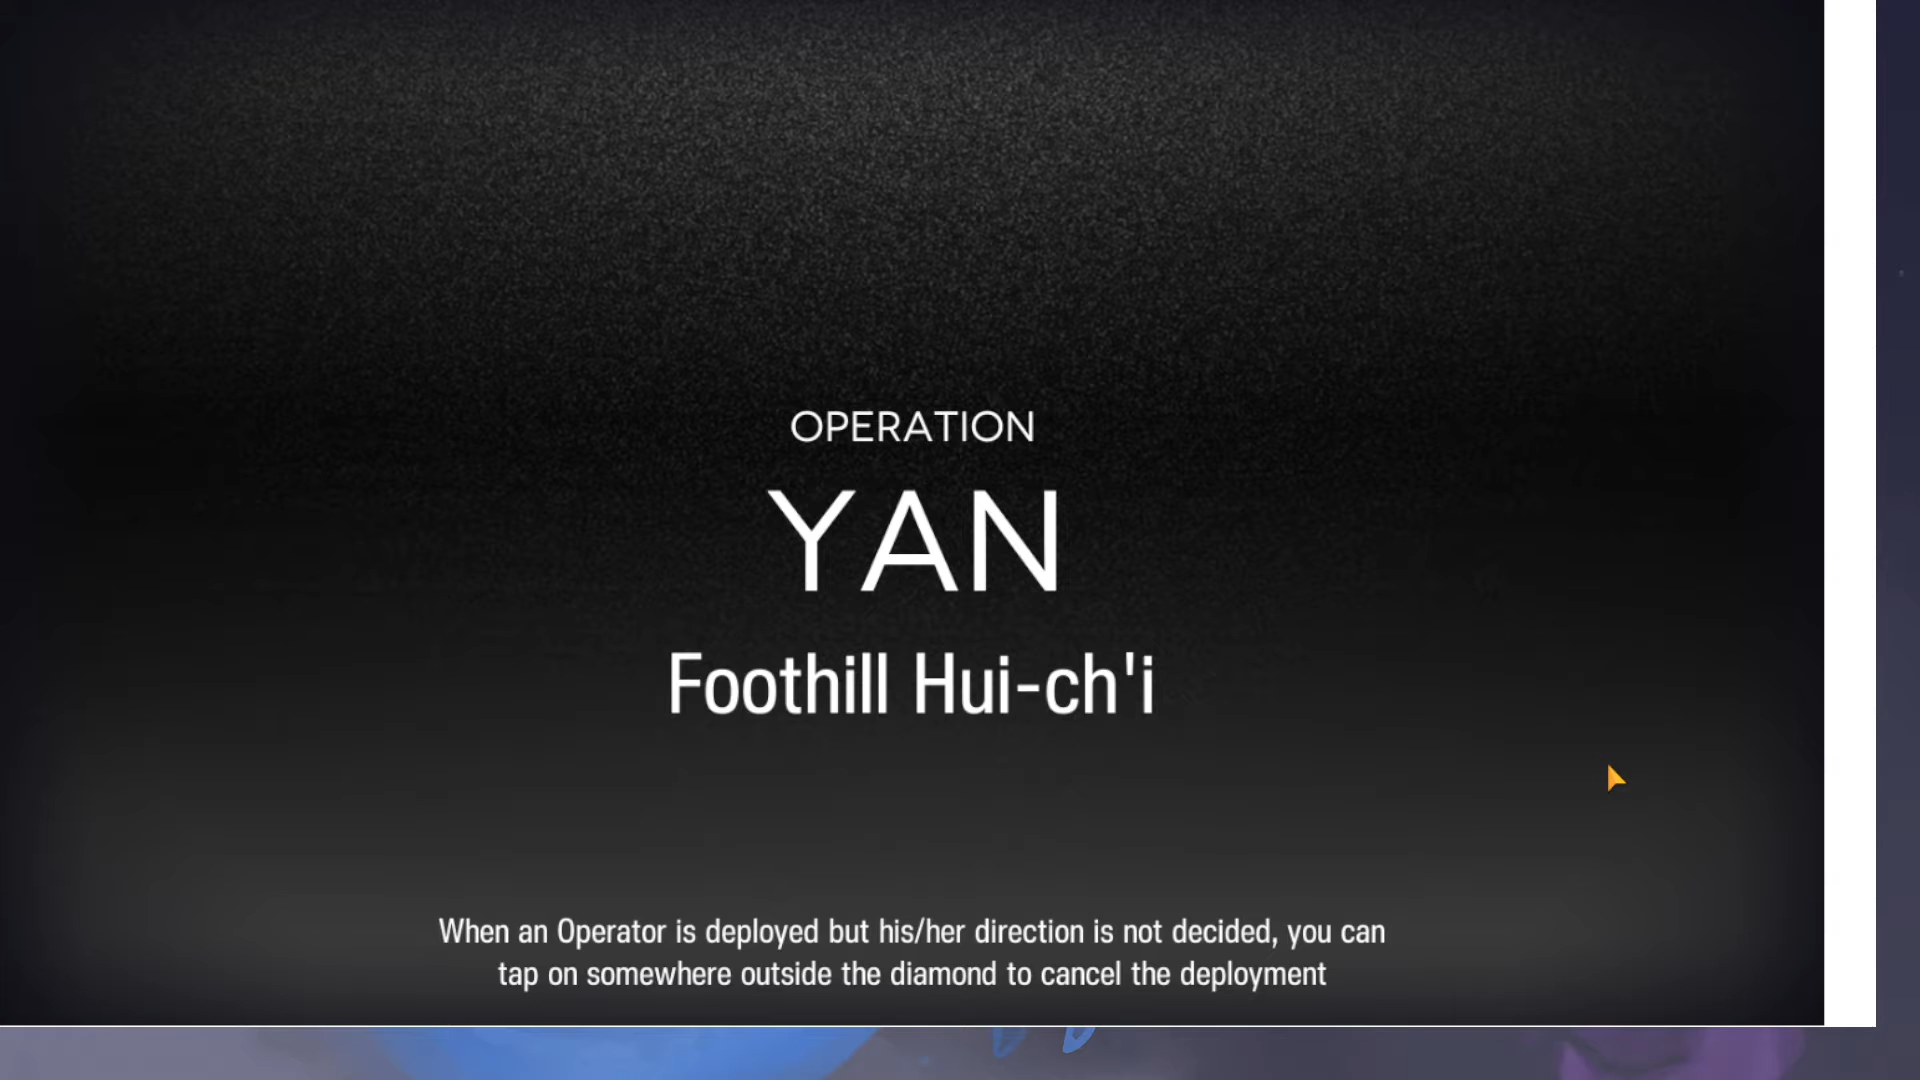 OPERATION
YAN
Foothill Hui-ch'i
When an Operator is deployed but his/her direction is not decided, you can
tap on somewhere outside the diamond to cancel the deployment